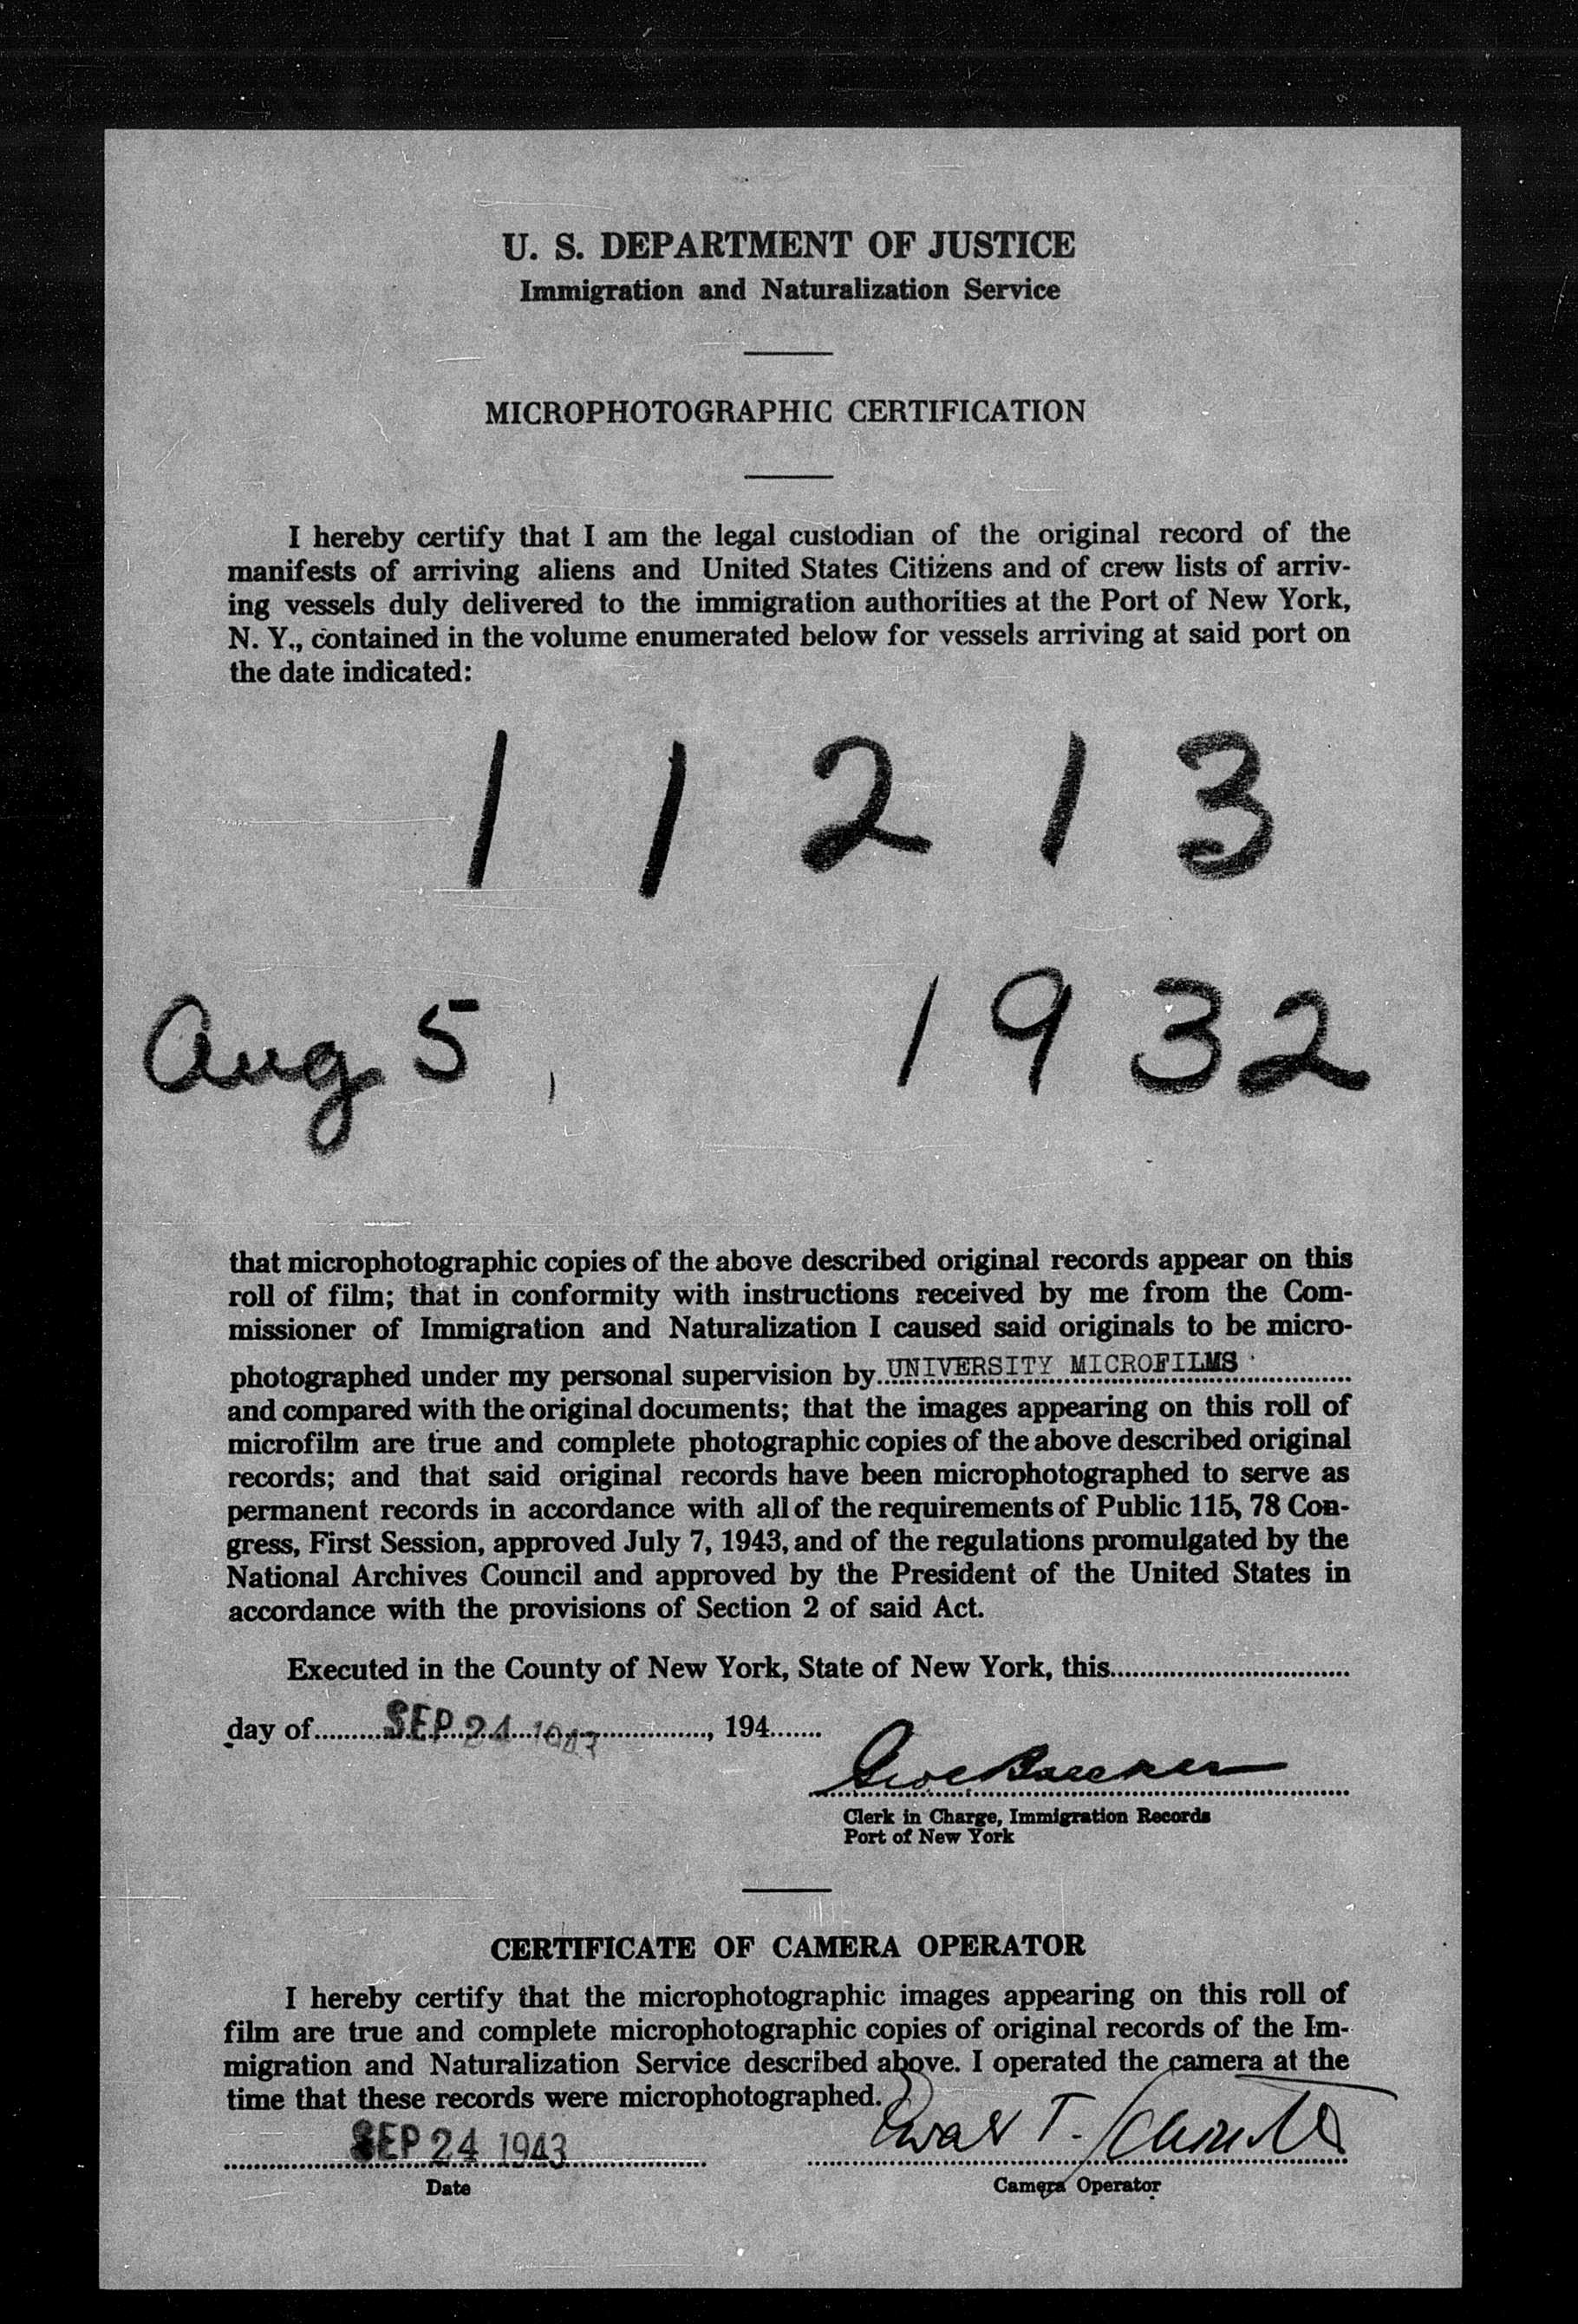 U. S. DEPARTMENT OF JUSTICE
Immigration and Naturalization Service
MICROPHOTOGRAPHIC CERTIFICATION
I hereby certify that I am the legal custodian of the original record of the
manifests of arriving aliens and United States Citizens and of crew lists of arriv-
ing vessels duly delivered to the immigration authorities at the Port of New York,
N. Y., contained in the volume enumerated below for vessels arriving at said port on
the date indicated:
1 1 2 1 3
Aug 5, 1932
that microphotographic copies of the above described original records appear on this
roll of film; that in conformity with instructions received by me from the Com-
missioner of Immigration and Naturalization I caused said originals to be micro-
photographed under my personal supervision by UNIVERSITY MICROFILMS
and compared with the original documents; that the images appearing on this roll of
microfilm are true and complete photographic copies of the above described original
records; and that said original records have been microphotographed to serve as
permanent records in accordance with all of the requirements of Public 115, 78 Con-
gress, First Session, approved July 7, 1943, and of the regulations promulgated by the
National Archives Council and approved by the President of the United States in
accordance with the provisions of Section 2 of said Act.
Executed in the County of New York, State of New York, this
day of SEP 24 1943, 194
Clerk in Charge, Immigration Records
Port of New York
CERTIFICATE OF CAMERA OPERATOR
I hereby certify that the microphotographic images appearing on this roll of
film are true and complete microphotographic copies of original records of the Im-
migration and Naturalization Service described above. I operated the camera at the
time that these records were microphotographed.
SEP 24 1943 T.
Date Camera Operator